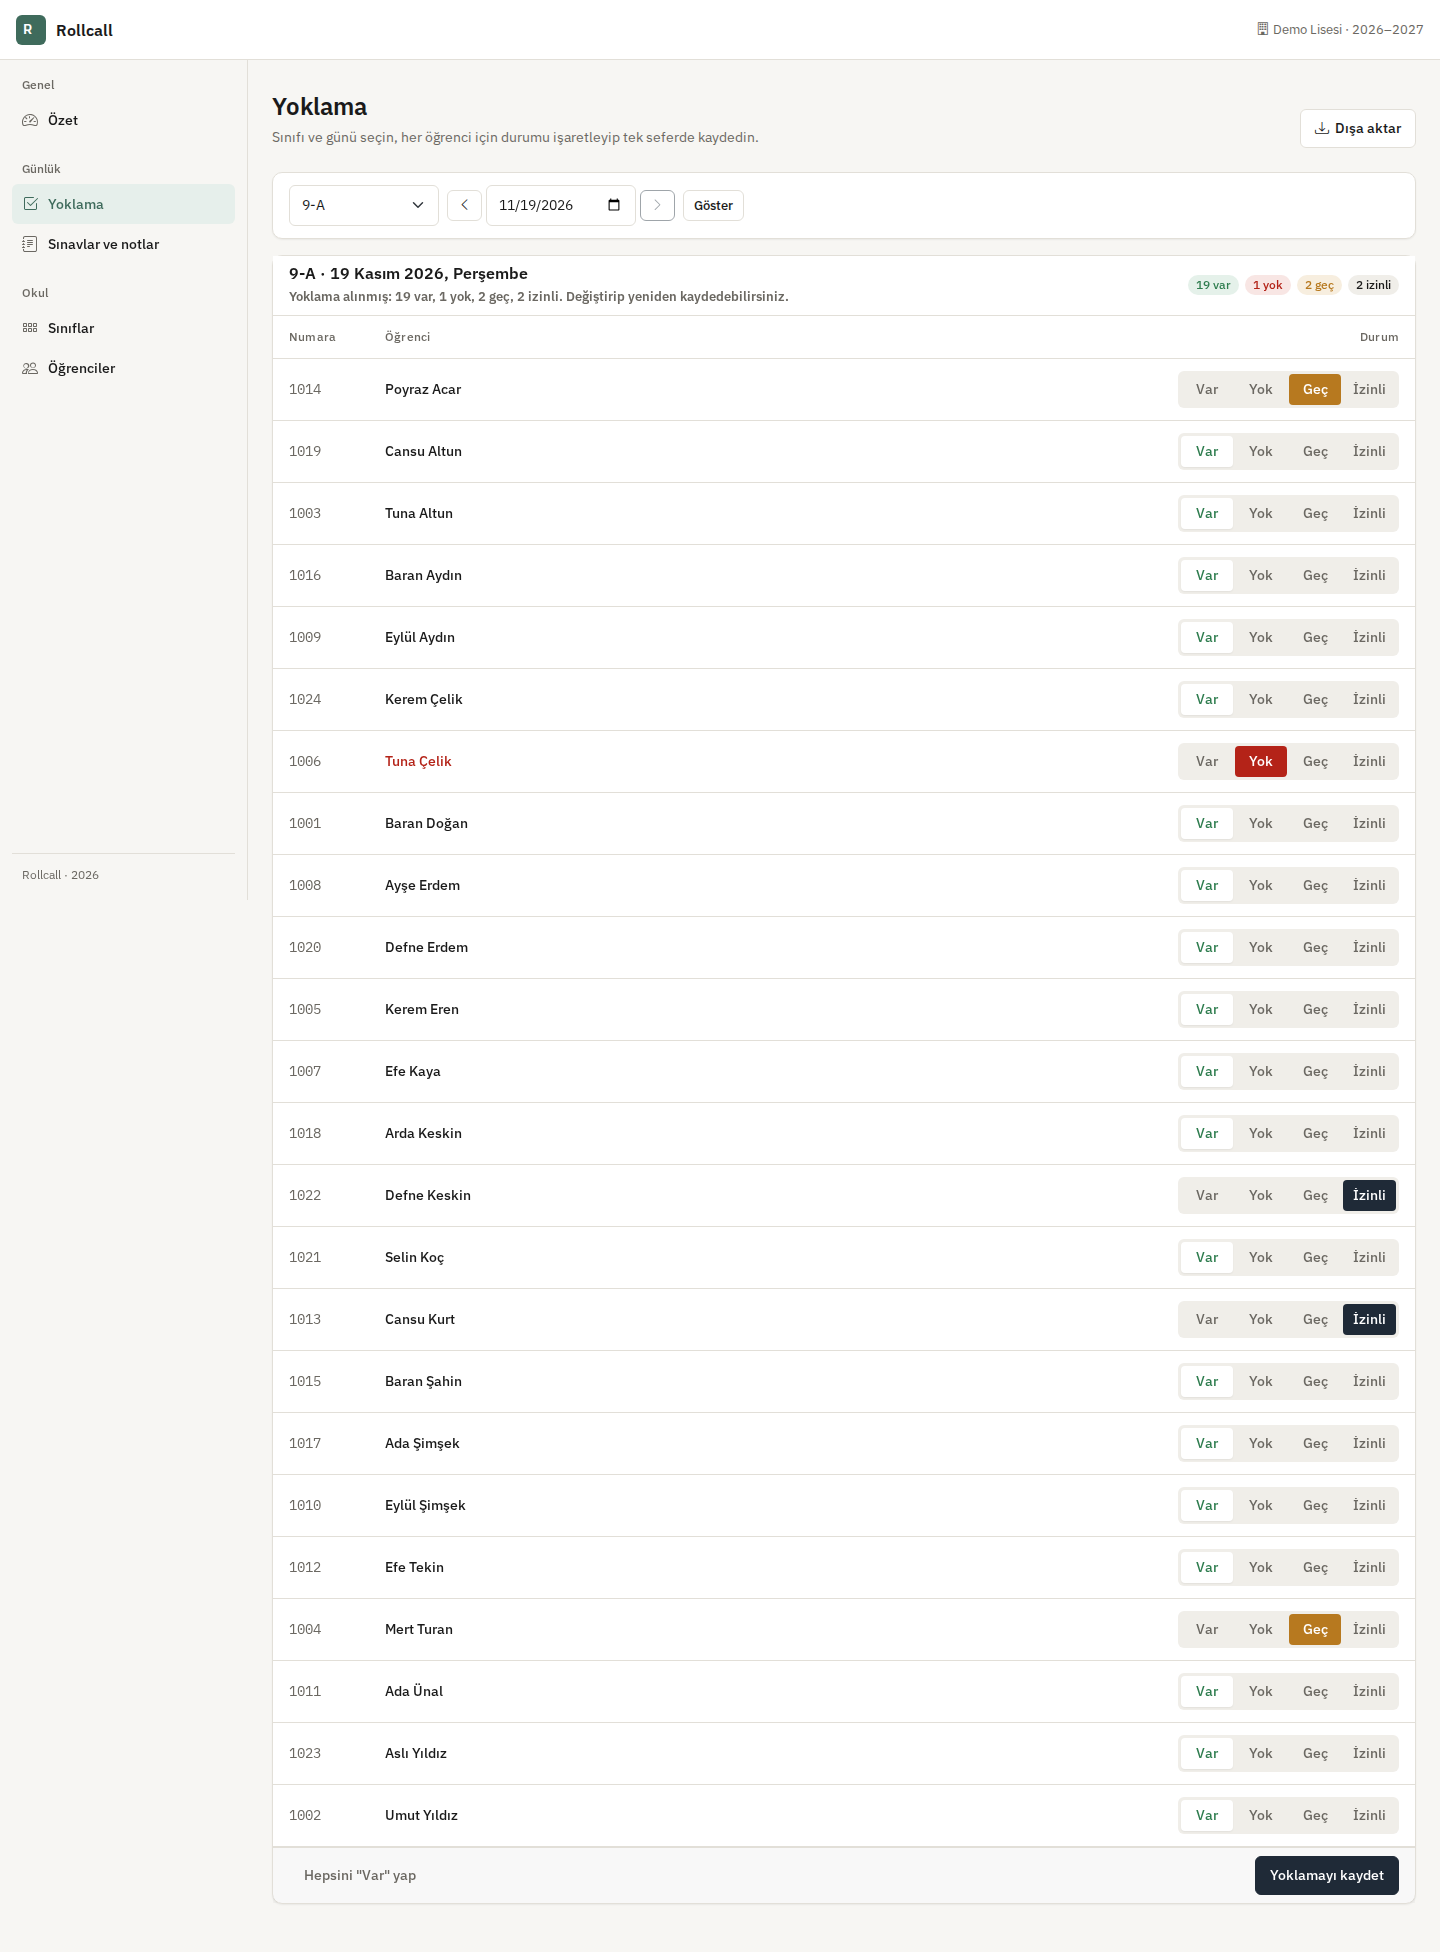 R Rollcall
Demo Lisesi · 2026–2027
Genel
Özet
Günlük
Yoklama
Sınavlar ve notlar
Okul
Sınıflar
Öğrenciler
Rollcall · 2026
Yoklama
Sınıfı ve günü seçin, her öğrenci için durumu işaretleyip tek seferde kaydedin.
Dışa aktar
9-A 11/19/2026 Göster
9-A · 19 Kasım 2026, Perşembe
Yoklama alınmış: 19 var, 1 yok, 2 geç, 2 izinli. Değiştirip yeniden kaydedebilirsiniz.
19 var 1 yok 2 geç 2 izinli
Numara Öğrenci Durum
1014 Poyraz Acar Var Yok Geç İzinli
1019 Cansu Altun Var Yok Geç İzinli
1003 Tuna Altun Var Yok Geç İzinli
1016 Baran Aydın Var Yok Geç İzinli
1009 Eylül Aydın Var Yok Geç İzinli
1024 Kerem Çelik Var Yok Geç İzinli
1006 Tuna Çelik Var Yok Geç İzinli
1001 Baran Doğan Var Yok Geç İzinli
1008 Ayşe Erdem Var Yok Geç İzinli
1020 Defne Erdem Var Yok Geç İzinli
1005 Kerem Eren Var Yok Geç İzinli
1007 Efe Kaya Var Yok Geç İzinli
1018 Arda Keskin Var Yok Geç İzinli
1022 Defne Keskin Var Yok Geç İzinli
1021 Selin Koç Var Yok Geç İzinli
1013 Cansu Kurt Var Yok Geç İzinli
1015 Baran Şahin Var Yok Geç İzinli
1017 Ada Şimşek Var Yok Geç İzinli
1010 Eylül Şimşek Var Yok Geç İzinli
1012 Efe Tekin Var Yok Geç İzinli
1004 Mert Turan Var Yok Geç İzinli
1011 Ada Ünal Var Yok Geç İzinli
1023 Aslı Yıldız Var Yok Geç İzinli
1002 Umut Yıldız Var Yok Geç İzinli
Hepsini "Var" yap Yoklamayı kaydet